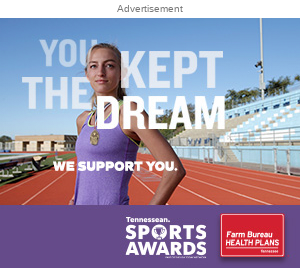 Advertisement
YOU KEPT
THE DREAM
WE SUPPORT YOU.
Tennessean.
SPORTS
AWARDS
Farm Bureau
HEALTH PLANS
Tennessee